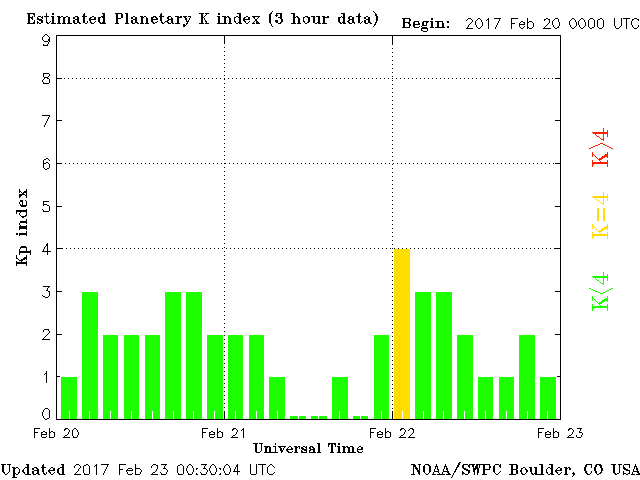 Estimated Planetary K index (3 hour data)
Begin: 2017 Feb 20 0000 UTC
9
8
7
6
5
4
3
2
1
0
Kp index
K>4
K=4
K<4
Feb 20
Feb 21
Feb 22
Feb 23
Universal Time
Updated 2017 Feb 23 00:30:04 UTC
NOAA/SWPC Boulder, CO USA